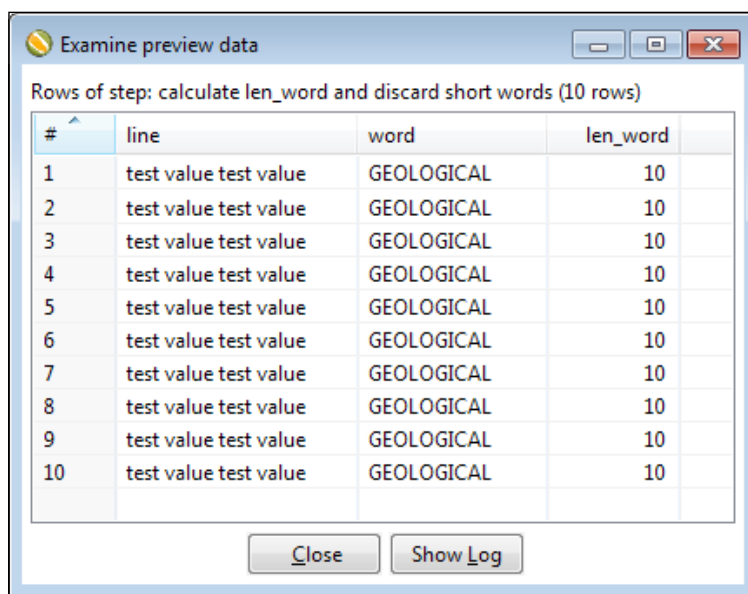 Examine preview data
Rows of step: calculate len_word and discard short words (10 rows)
# line word len_word
1 test value test value GEOLOGICAL 10
2 test value test value GEOLOGICAL 10
3 test value test value GEOLOGICAL 10
4 test value test value GEOLOGICAL 10
5 test value test value GEOLOGICAL 10
6 test value test value GEOLOGICAL 10
7 test value test value GEOLOGICAL 10
8 test value test value GEOLOGICAL 10
9 test value test value GEOLOGICAL 10
10 test value test value GEOLOGICAL 10
Close Show Log